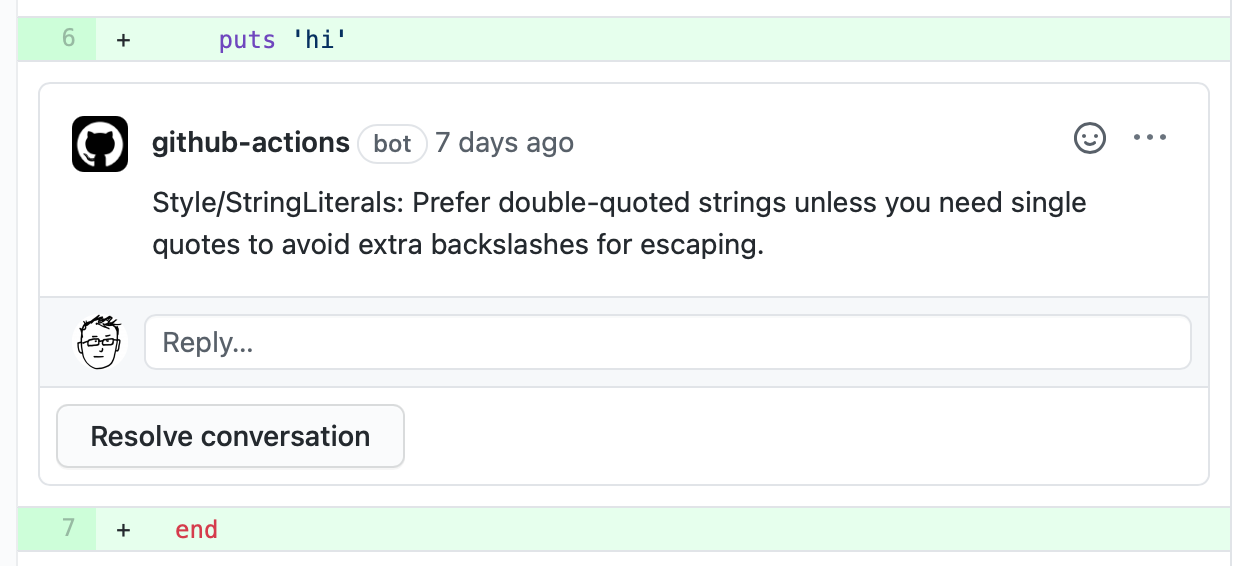 6 + puts 'hi'
github-actions bot 7 days ago
Style/StringLiterals: Prefer double-quoted strings unless you need single
quotes to avoid extra backslashes for escaping.
Reply...
Resolve conversation
7 + end